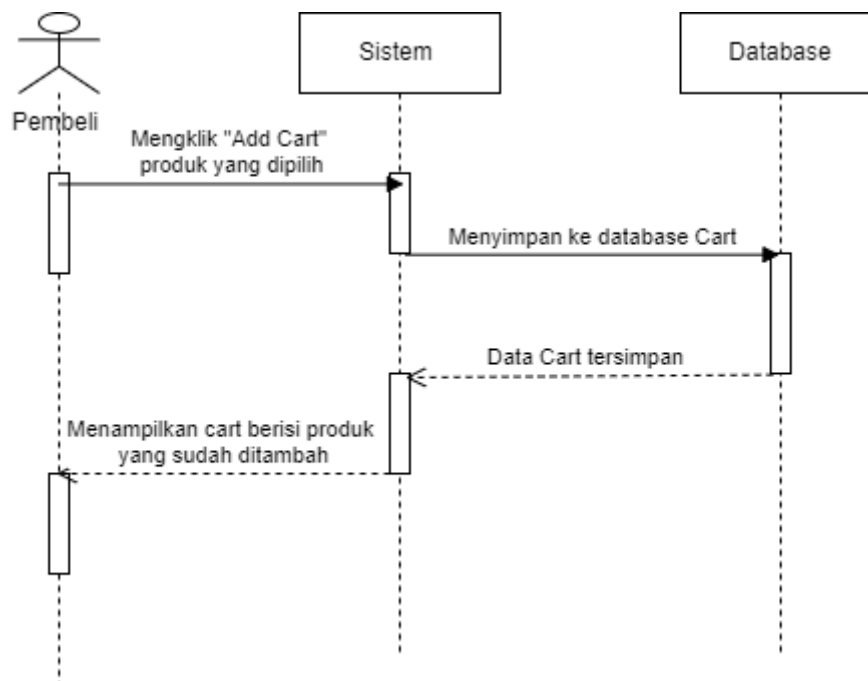 Sistem
Database
Pembeli
Mengklik "Add Cart"
produk yang dipilih
Menyimpan ke database Cart
Data Cart tersimpan
Menampilkan cart berisi produk
yang sudah ditambah